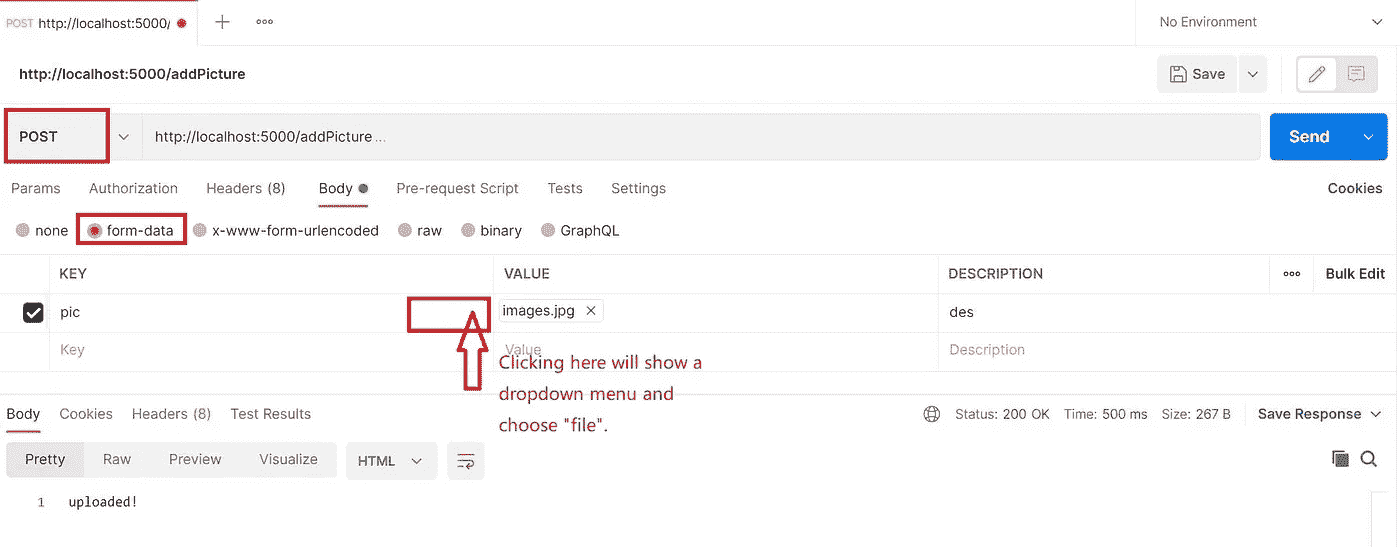 POST http://localhost:5000/
No Environment
http://localhost:5000/addPicture
Save
POST
http://localhost:5000/addPicture ...
Send
Params Authorization Headers (8) Body Pre-request Script Tests Settings Cookies
none form-data x-www-form-urlencoded raw binary GraphQL
KEY VALUE DESCRIPTION Bulk Edit
pic images.jpg des
Key Value Description
Clicking here will show a
dropdown menu and
choose "file".
Body Cookies Headers (8) Test Results Status: 200 OK Time: 500 ms Size: 267 B Save Response
Pretty Raw Preview Visualize HTML
1 uploaded!